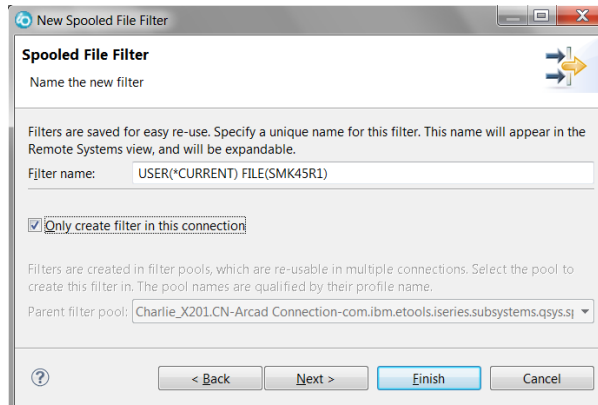 New Spooled File Filter
Spooled File Filter
Name the new filter
Filters are saved for easy re-use. Specify a unique name for this filter. This name will appear in the
Remote Systems view, and will be expandable.
Filter name: USER(*CURRENT) FILE(SMK45R1)
Only create filter in this connection
Filters are created in filter pools, which are re-usable in multiple connections. Select the pool to
create this filter in. The pool names are qualified by their profile name.
Parent filter pool: Charlie_X201.CN-Arcad Connection-com.ibm.etools.iseries.subsystems.qsys.sp
? < Back Next > Finish Cancel